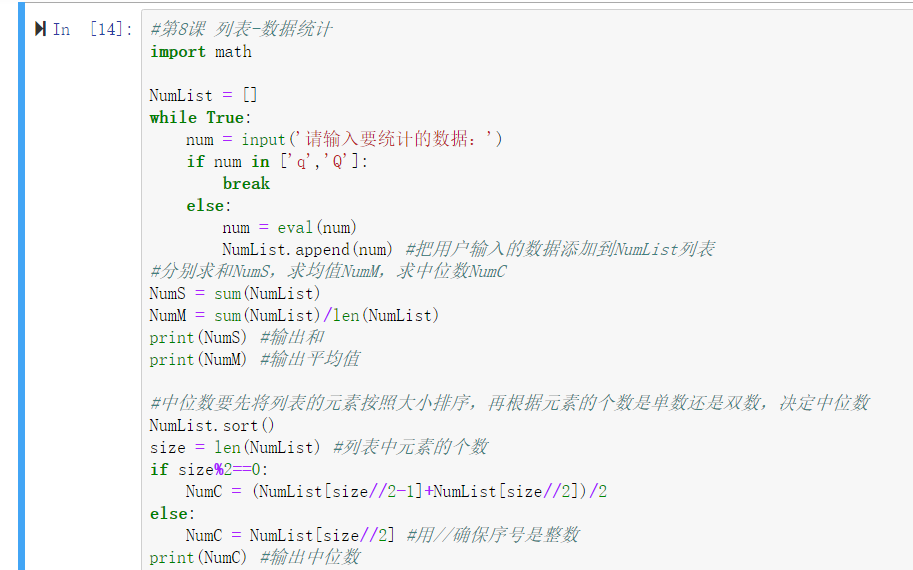 In [14]:
#第8课 列表-数据统计
import math
NumList = []
while True:
num = input('请输入要统计的数据：')
if num in ['q','Q']:
break
else:
num = eval(num)
NumList.append(num) #把用户输入的数据添加到NumList列表
#分别求和NumS，求均值NumM，求中位数NumC
NumS = sum(NumList)
NumM = sum(NumList)/len(NumList)
print(NumS) #输出和
print(NumM) #输出平均值
#中位数要先将列表的元素按照大小排序，再根据元素的个数是单数还是双数，决定中位数
NumList.sort()
size = len(NumList) #列表中元素的个数
if size%2==0:
NumC = (NumList[size//2-1]+NumList[size//2])/2
else:
NumC = NumList[size//2] #用//确保序号是整数
print(NumC) #输出中位数